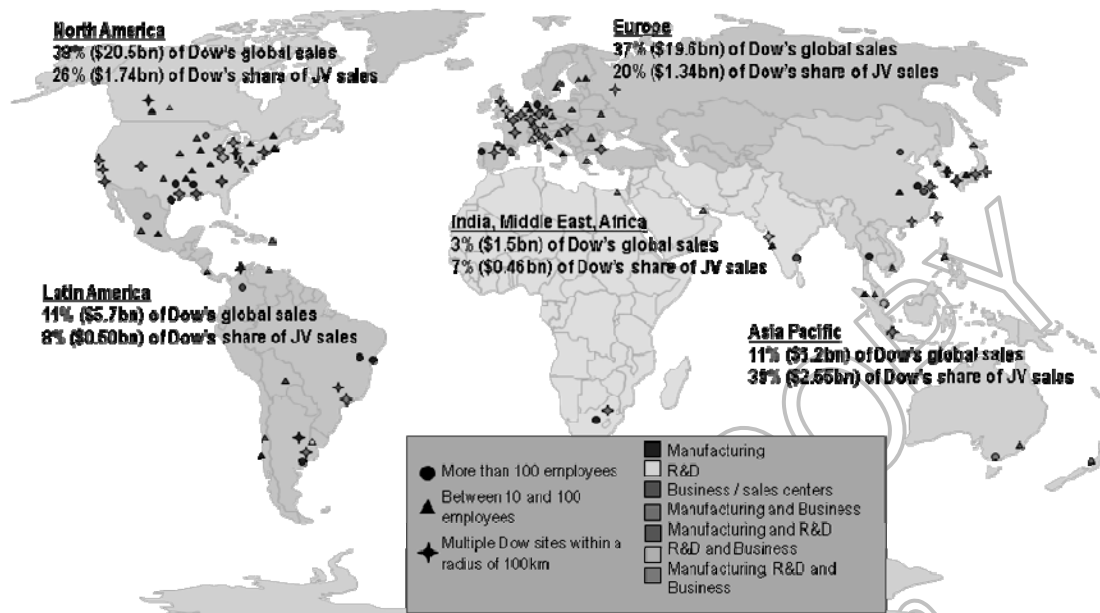 North America
38% ($20.5bn) of Dow's global sales
26% ($1.74bn) of Dow's share of JV sales
Europe
37% ($19.6bn) of Dow's global sales
20% ($1.34bn) of Dow's share of JV sales
India, Middle East, Africa
3% ($1.5bn) of Dow's global sales
7% ($0.46bn) of Dow's share of JV sales
Latin America
11% ($5.7bn) of Dow's global sales
8% ($0.50bn) of Dow's share of JV sales
Asia Pacific
11% of Dow's global sales
39% ($2.65bn) of Dow's share of JV sales
More than 100 employees
Between 10 and 100
employees
Multiple Dow sites within a
radius of 100km
Manufacturing
R&D
Business / sales centers
Manufacturing and Business
Manufacturing and R&D
R&D and Business
Manufacturing, R&D and
Business